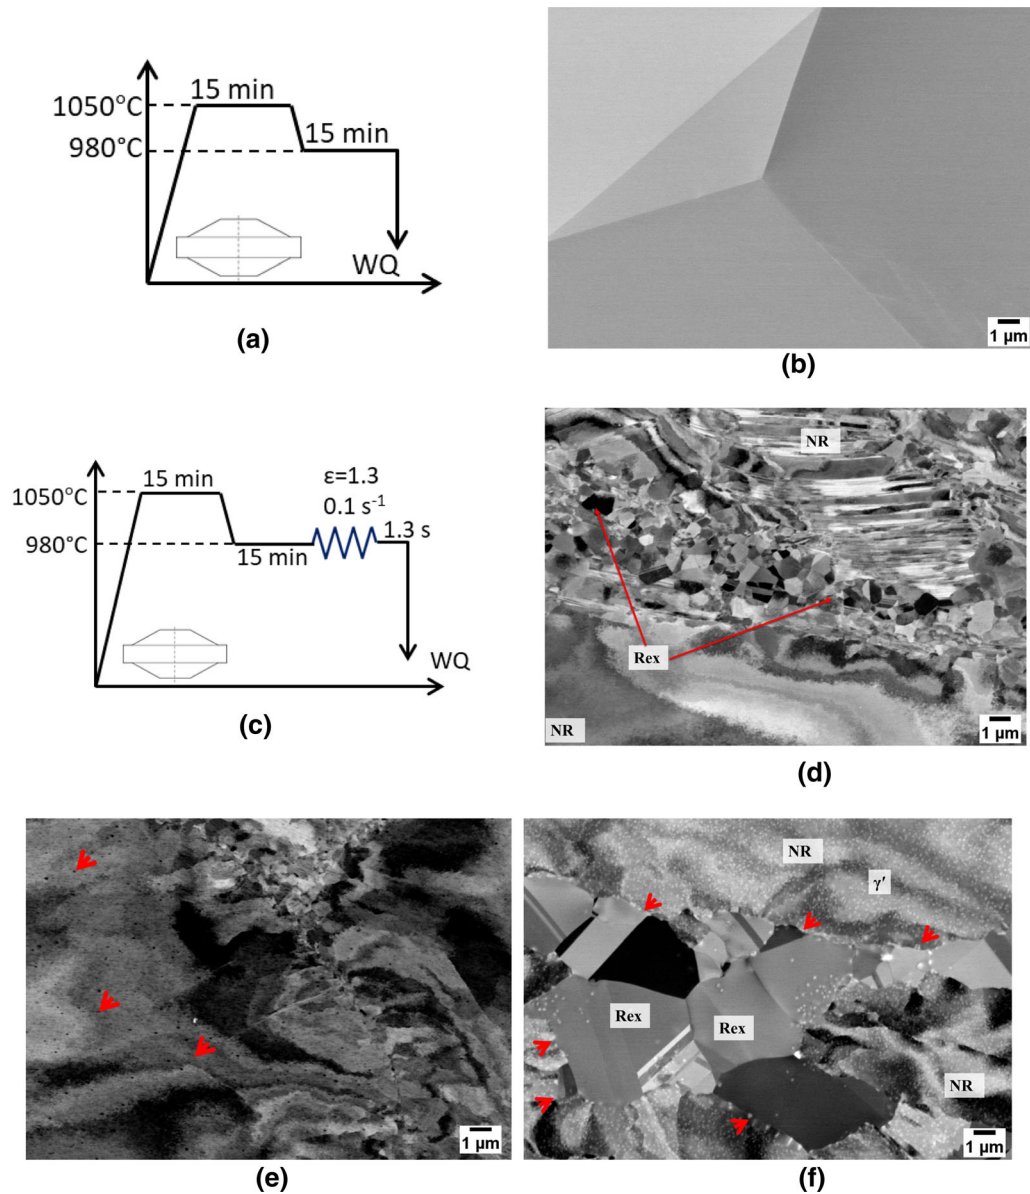 1050°C
15 min
980°C
15 min
WQ
(a)
1 µm
(b)
1050°C
15 min
980°C
15 min
ε=1.3
0.1 s⁻¹
1.3 s
WQ
(c)
NR
Rex
NR
1 µm
(d)
1 µm
(e)
NR
γ′
Rex
Rex
NR
1 µm
(f)